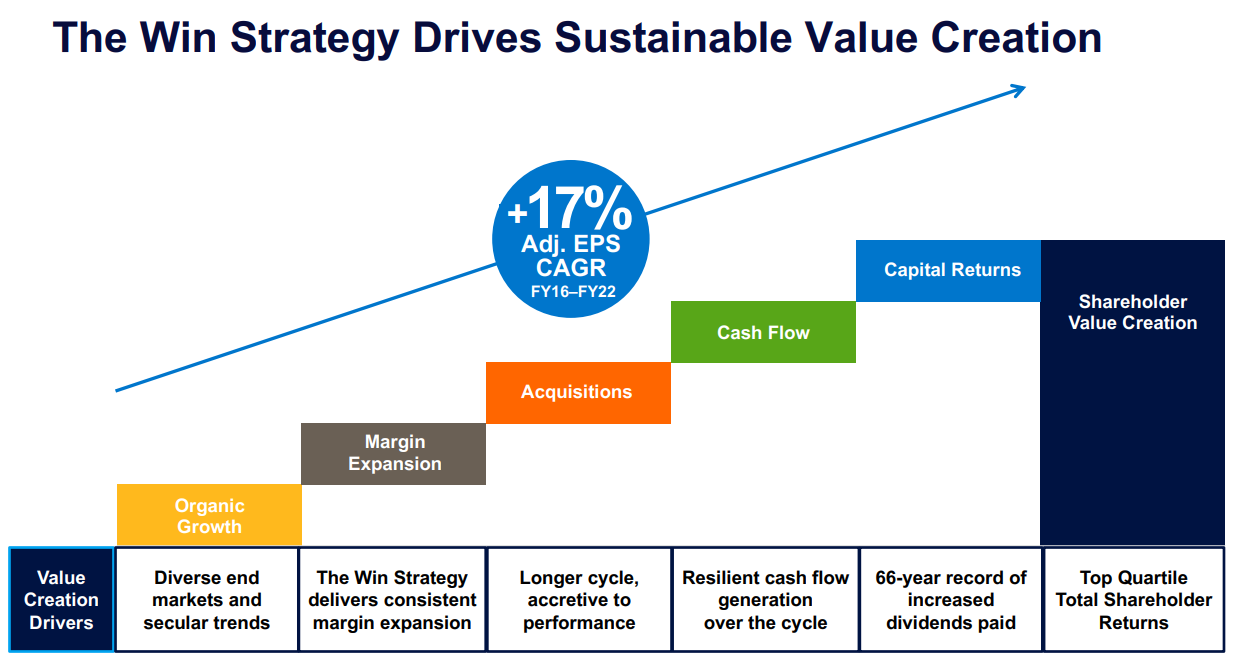 The Win Strategy Drives Sustainable Value Creation
+17%
Adj. EPS
CAGR
FY16–FY22
Capital Returns
Shareholder
Value Creation
Cash Flow
Acquisitions
Margin
Expansion
Organic
Growth
Value
Creation
Drivers
Diverse end
markets and
secular trends
The Win Strategy
delivers consistent
margin expansion
Longer cycle,
accretive to
performance
Resilient cash flow
generation
over the cycle
66-year record of
increased
dividends paid
Top Quartile
Total Shareholder
Returns